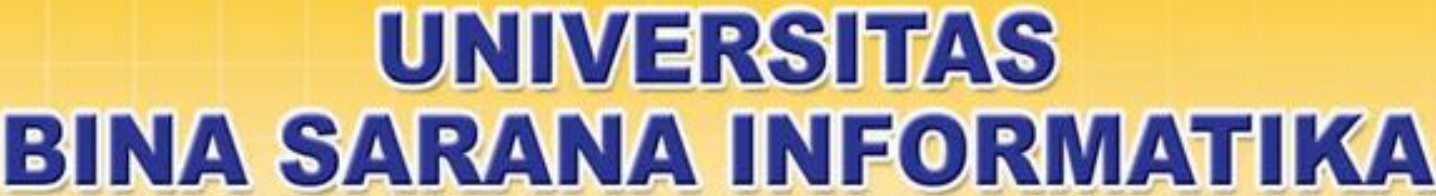 UNIVERSITAS
BINA SARANA INFORMATIKA